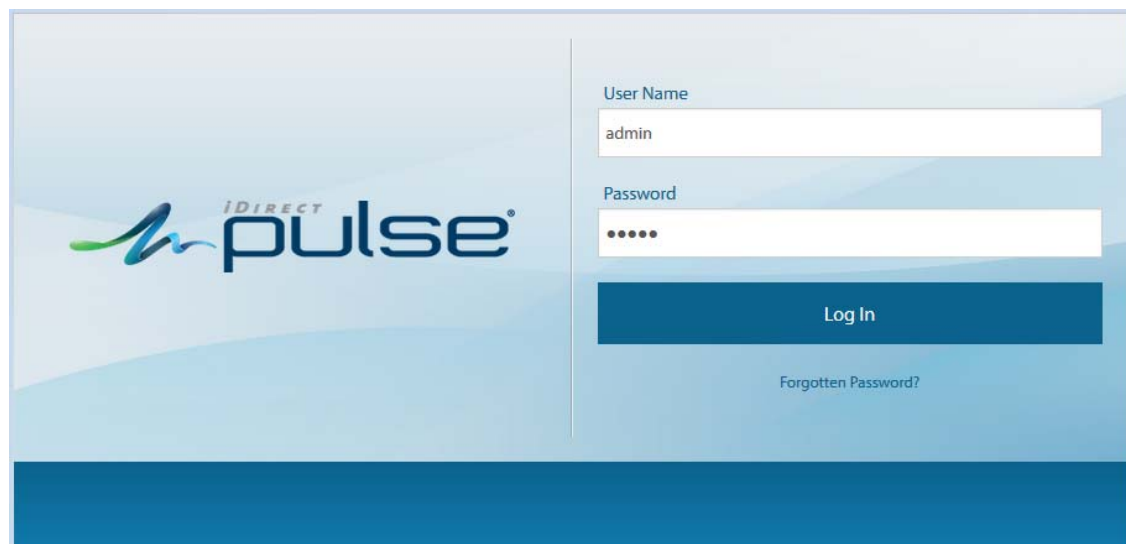 iDIRECT
pulse®
User Name
admin
Password
•••••
Log In
Forgotten Password?